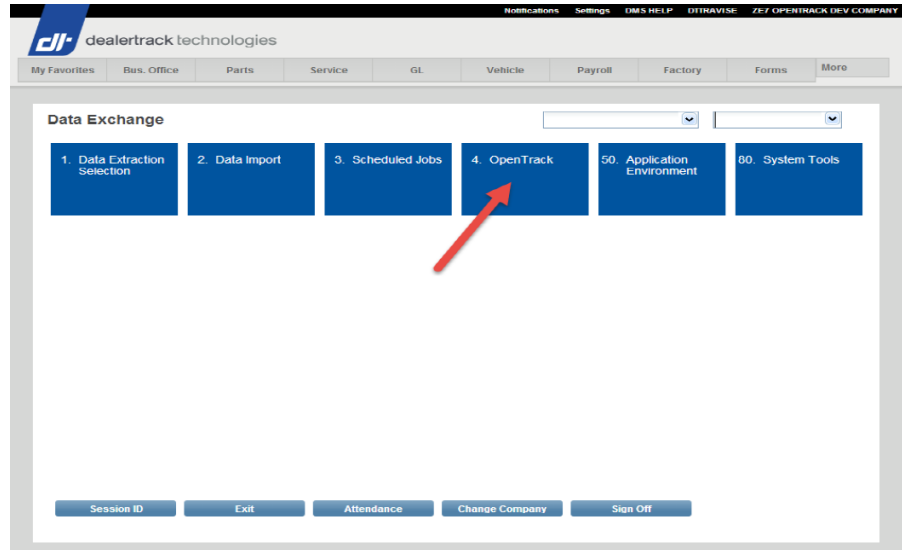 Notifications Settings DMS HELP DTTRAVISE ZE7 OPENTRACK DEV COMPANY
dt dealertrack technologies
My Favorites Bus. Office Parts Service GL Vehicle Payroll Factory Forms More
Data Exchange
1. Data Extraction Selection
2. Data Import
3. Scheduled Jobs
4. OpenTrack
50. Application Environment
80. System Tools
Session ID Exit Attendance Change Company Sign Off